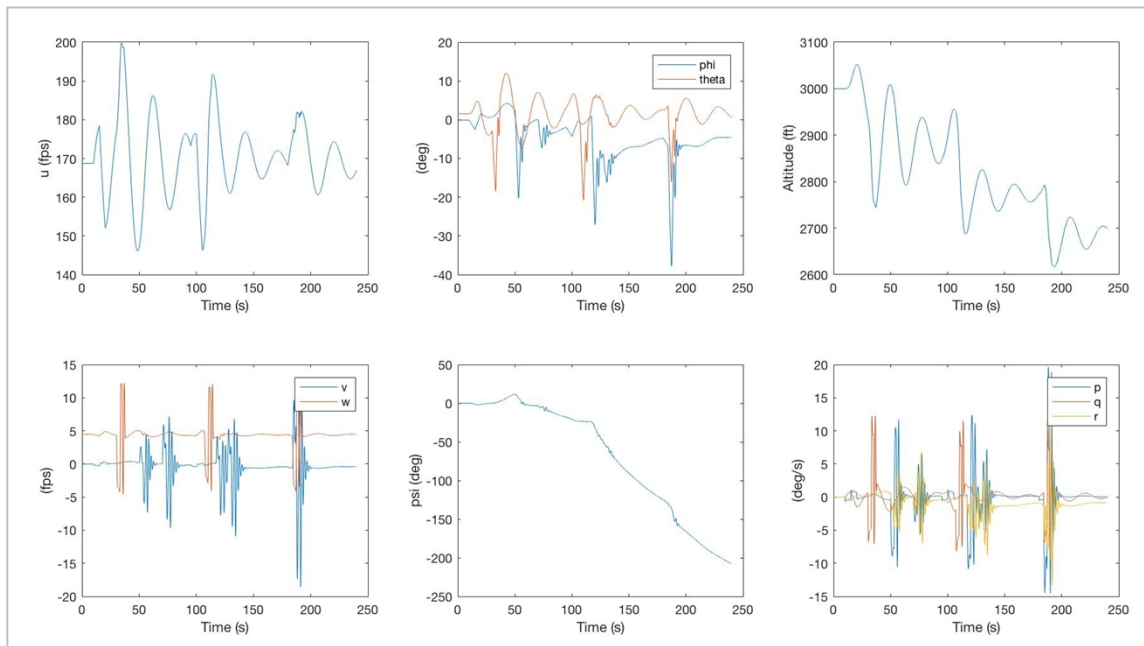 200
190
180
170
160
150
140
u (fps)
0 50 100 150 200 250
Time (s)
20
10
0
-10
-20
-30
-40
(deg)
phi
theta
0 50 100 150 200 250
Time (s)
3100
3000
2900
2800
2700
2600
Altitude (ft)
0 50 100 150 200 250
Time (s)
15
10
5
0
-5
-10
-15
-20
(fps)
v
w
0 50 100 150 200 250
Time (s)
50
0
-50
-100
-150
-200
-250
psi (deg)
0 50 100 150 200 250
Time (s)
20
15
10
5
0
-5
-10
-15
(deg/s)
p
q
r
0 50 100 150 200 250
Time (s)